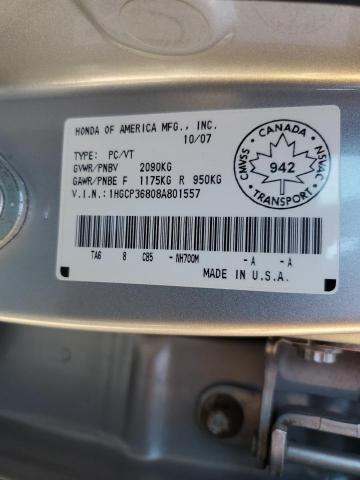 HONDA OF AMERICA MFG., INC.
10/07
TYPE: PC/VT
GVWR/PNBV 2090KG
GAWR/PNBE F 1175KG R 950KG
V.I.N.:1HGCP36808A801557
CANADA
CMVSS NSVAC
942
TRANSPORT
TA6 8 C85 -NH700M -A -A
MADE IN U.S.A.